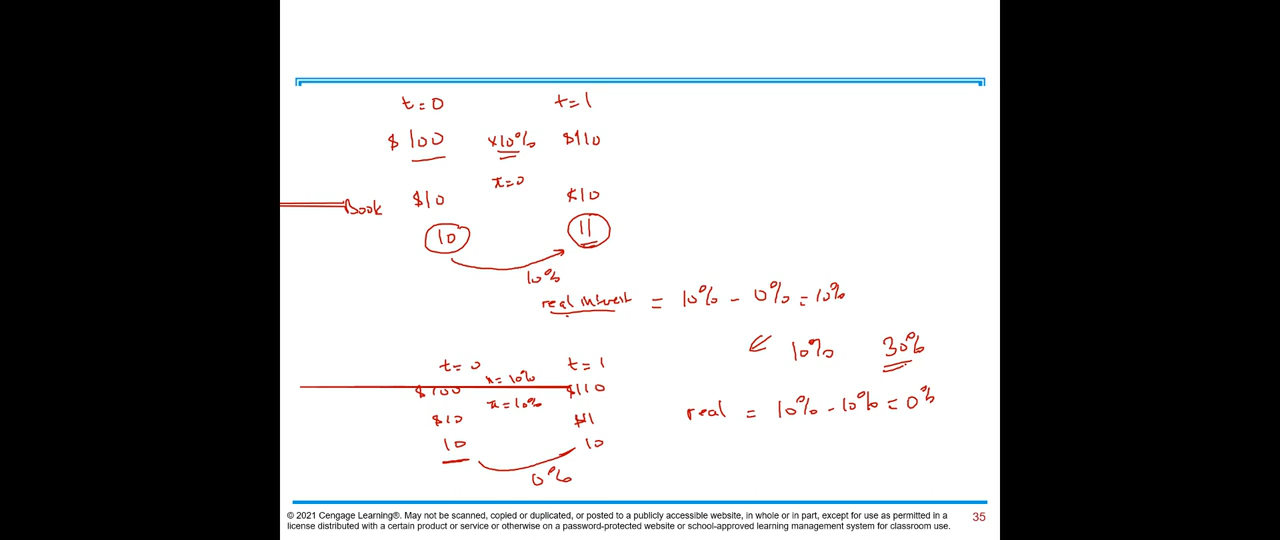 t = 0 t = 1
$100 x10% $110
π=0
Book $10 $10
10 11
10%
real interest = 10% - 0% = 10%
10% 30%
t = 0 t = 1
x = 10%
$100 $110
π = 10%
real = 10% - 10% = 0%
$10 $11
10 10
0%
© 2021 Cengage Learning®. May not be scanned, copied or duplicated, or posted to a publicly accessible website, in whole or in part, except for use as permitted in a
license distributed with a certain product or service or otherwise on a password-protected website or school-approved learning management system for classroom use.
35